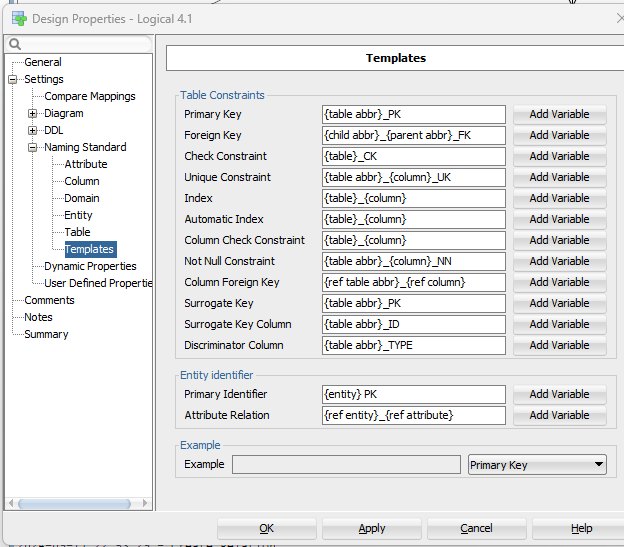 Design Properties - Logical 4.1
General
Settings
Compare Mappings
Diagram
DDL
Naming Standard
Attribute
Column
Domain
Entity
Table
Templates
Dynamic Properties
User Defined Propertie
Comments
Notes
Summary
Templates
Table Constraints
Primary Key {table abbr}_PK Add Variable
Foreign Key {child abbr}_{parent abbr}_FK Add Variable
Check Constraint {table}_CK Add Variable
Unique Constraint {table abbr}_{column}_UK Add Variable
Index {table}_{column} Add Variable
Automatic Index {table}_{column} Add Variable
Column Check Constraint {table}_{column} Add Variable
Not Null Constraint {table abbr}_{column}_NN Add Variable
Column Foreign Key {ref table abbr}_{ref column} Add Variable
Surrogate Key {table abbr}_PK Add Variable
Surrogate Key Column {table abbr}_ID Add Variable
Discriminator Column {table abbr}_TYPE Add Variable
Entity identifier
Primary Identifier {entity} PK Add Variable
Attribute Relation {ref entity}_{ref attribute} Add Variable
Example
Example Primary Key
OK Apply Cancel Help